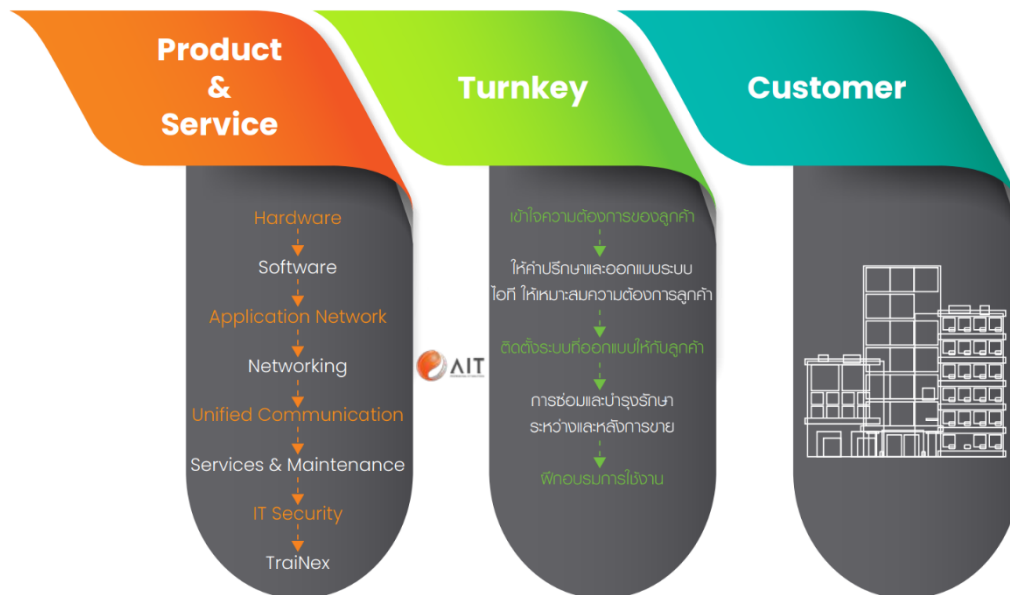 Product
&
Service
Turnkey
Customer
Hardware
Software
Application Network
Networking
Unified Communication
Services & Maintenance
IT Security
TraiNex
AIT
เข้าใจความต้องการของลูกค้า
ให้คำปรึกษาและออกแบบระบบ
ไอที ให้เหมาะสมความต้องการลูกค้า
ติดตั้งระบบที่ออกแบบให้กับลูกค้า
การซ่อมและบำรุงรักษา
ระหว่างและหลังการขาย
ฝึกอบรมการใช้งาน